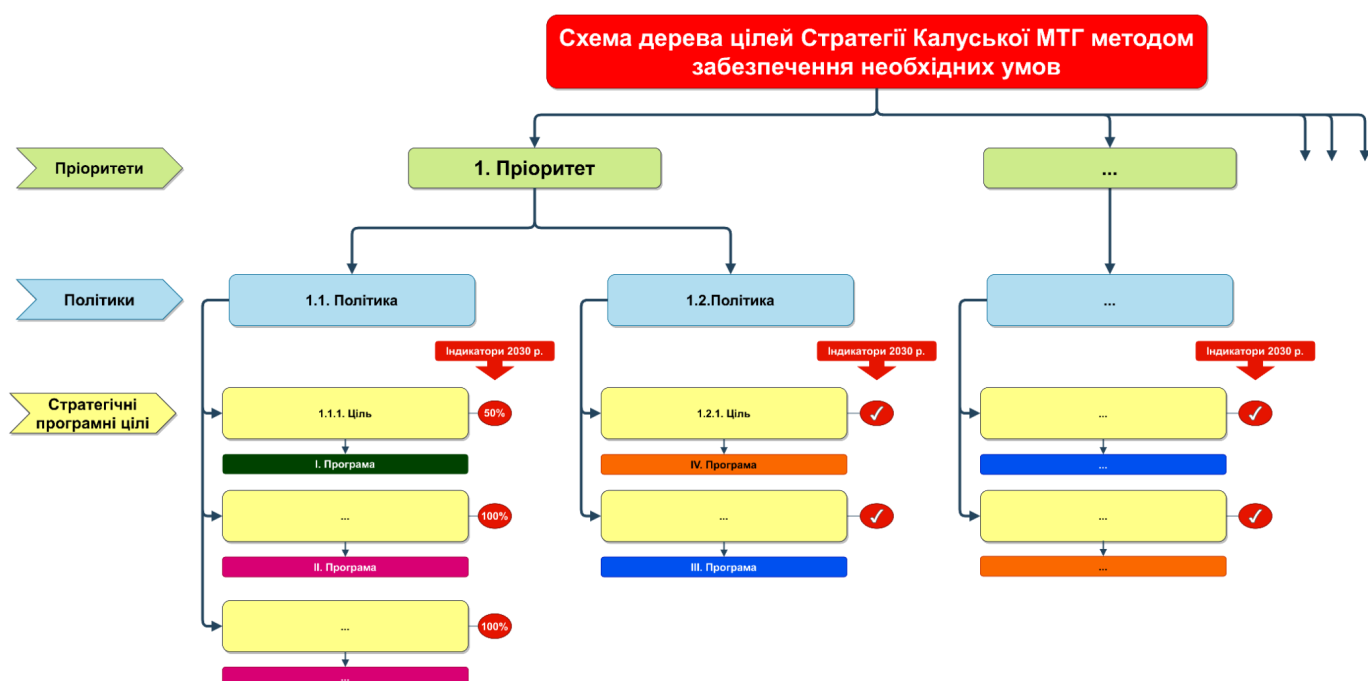 Схема дерева цілей Стратегії Калуської МТГ методом
забезпечення необхідних умов
Пріоритети
1. Пріоритет
...
Політики
1.1. Політика
1.2.Політика
...
Індикатори 2030 р.
Індикатори 2030 р.
Індикатори 2030 р.
Стратегічні
програмні цілі
1.1.1. Ціль
50%
1.2.1. Ціль
...
I. Програма
IV. Програма
...
...
100%
...
...
II. Програма
III. Програма
...
...
100%
...